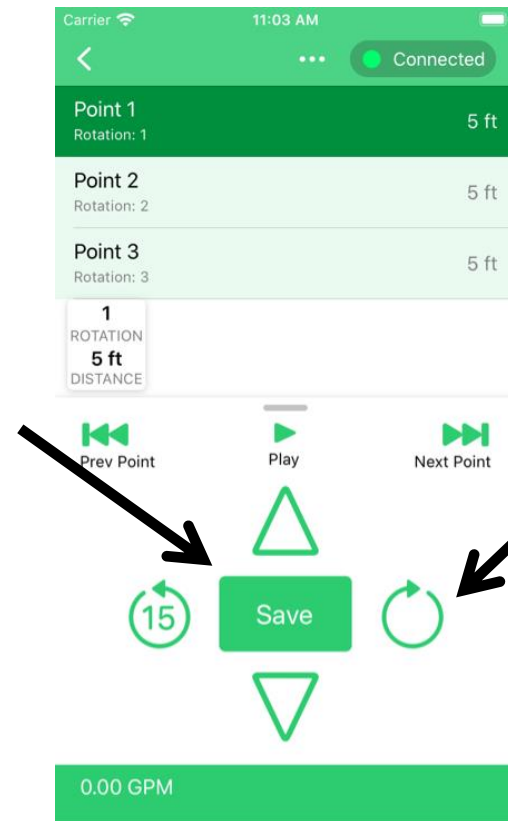 Carrier 11:03 AM
••• Connected
Point 1
Rotation: 1
5 ft
Point 2
Rotation: 2
5 ft
Point 3
Rotation: 3
5 ft
1
ROTATION
5 ft
DISTANCE
Prev Point Play Next Point
15 Save
0.00 GPM